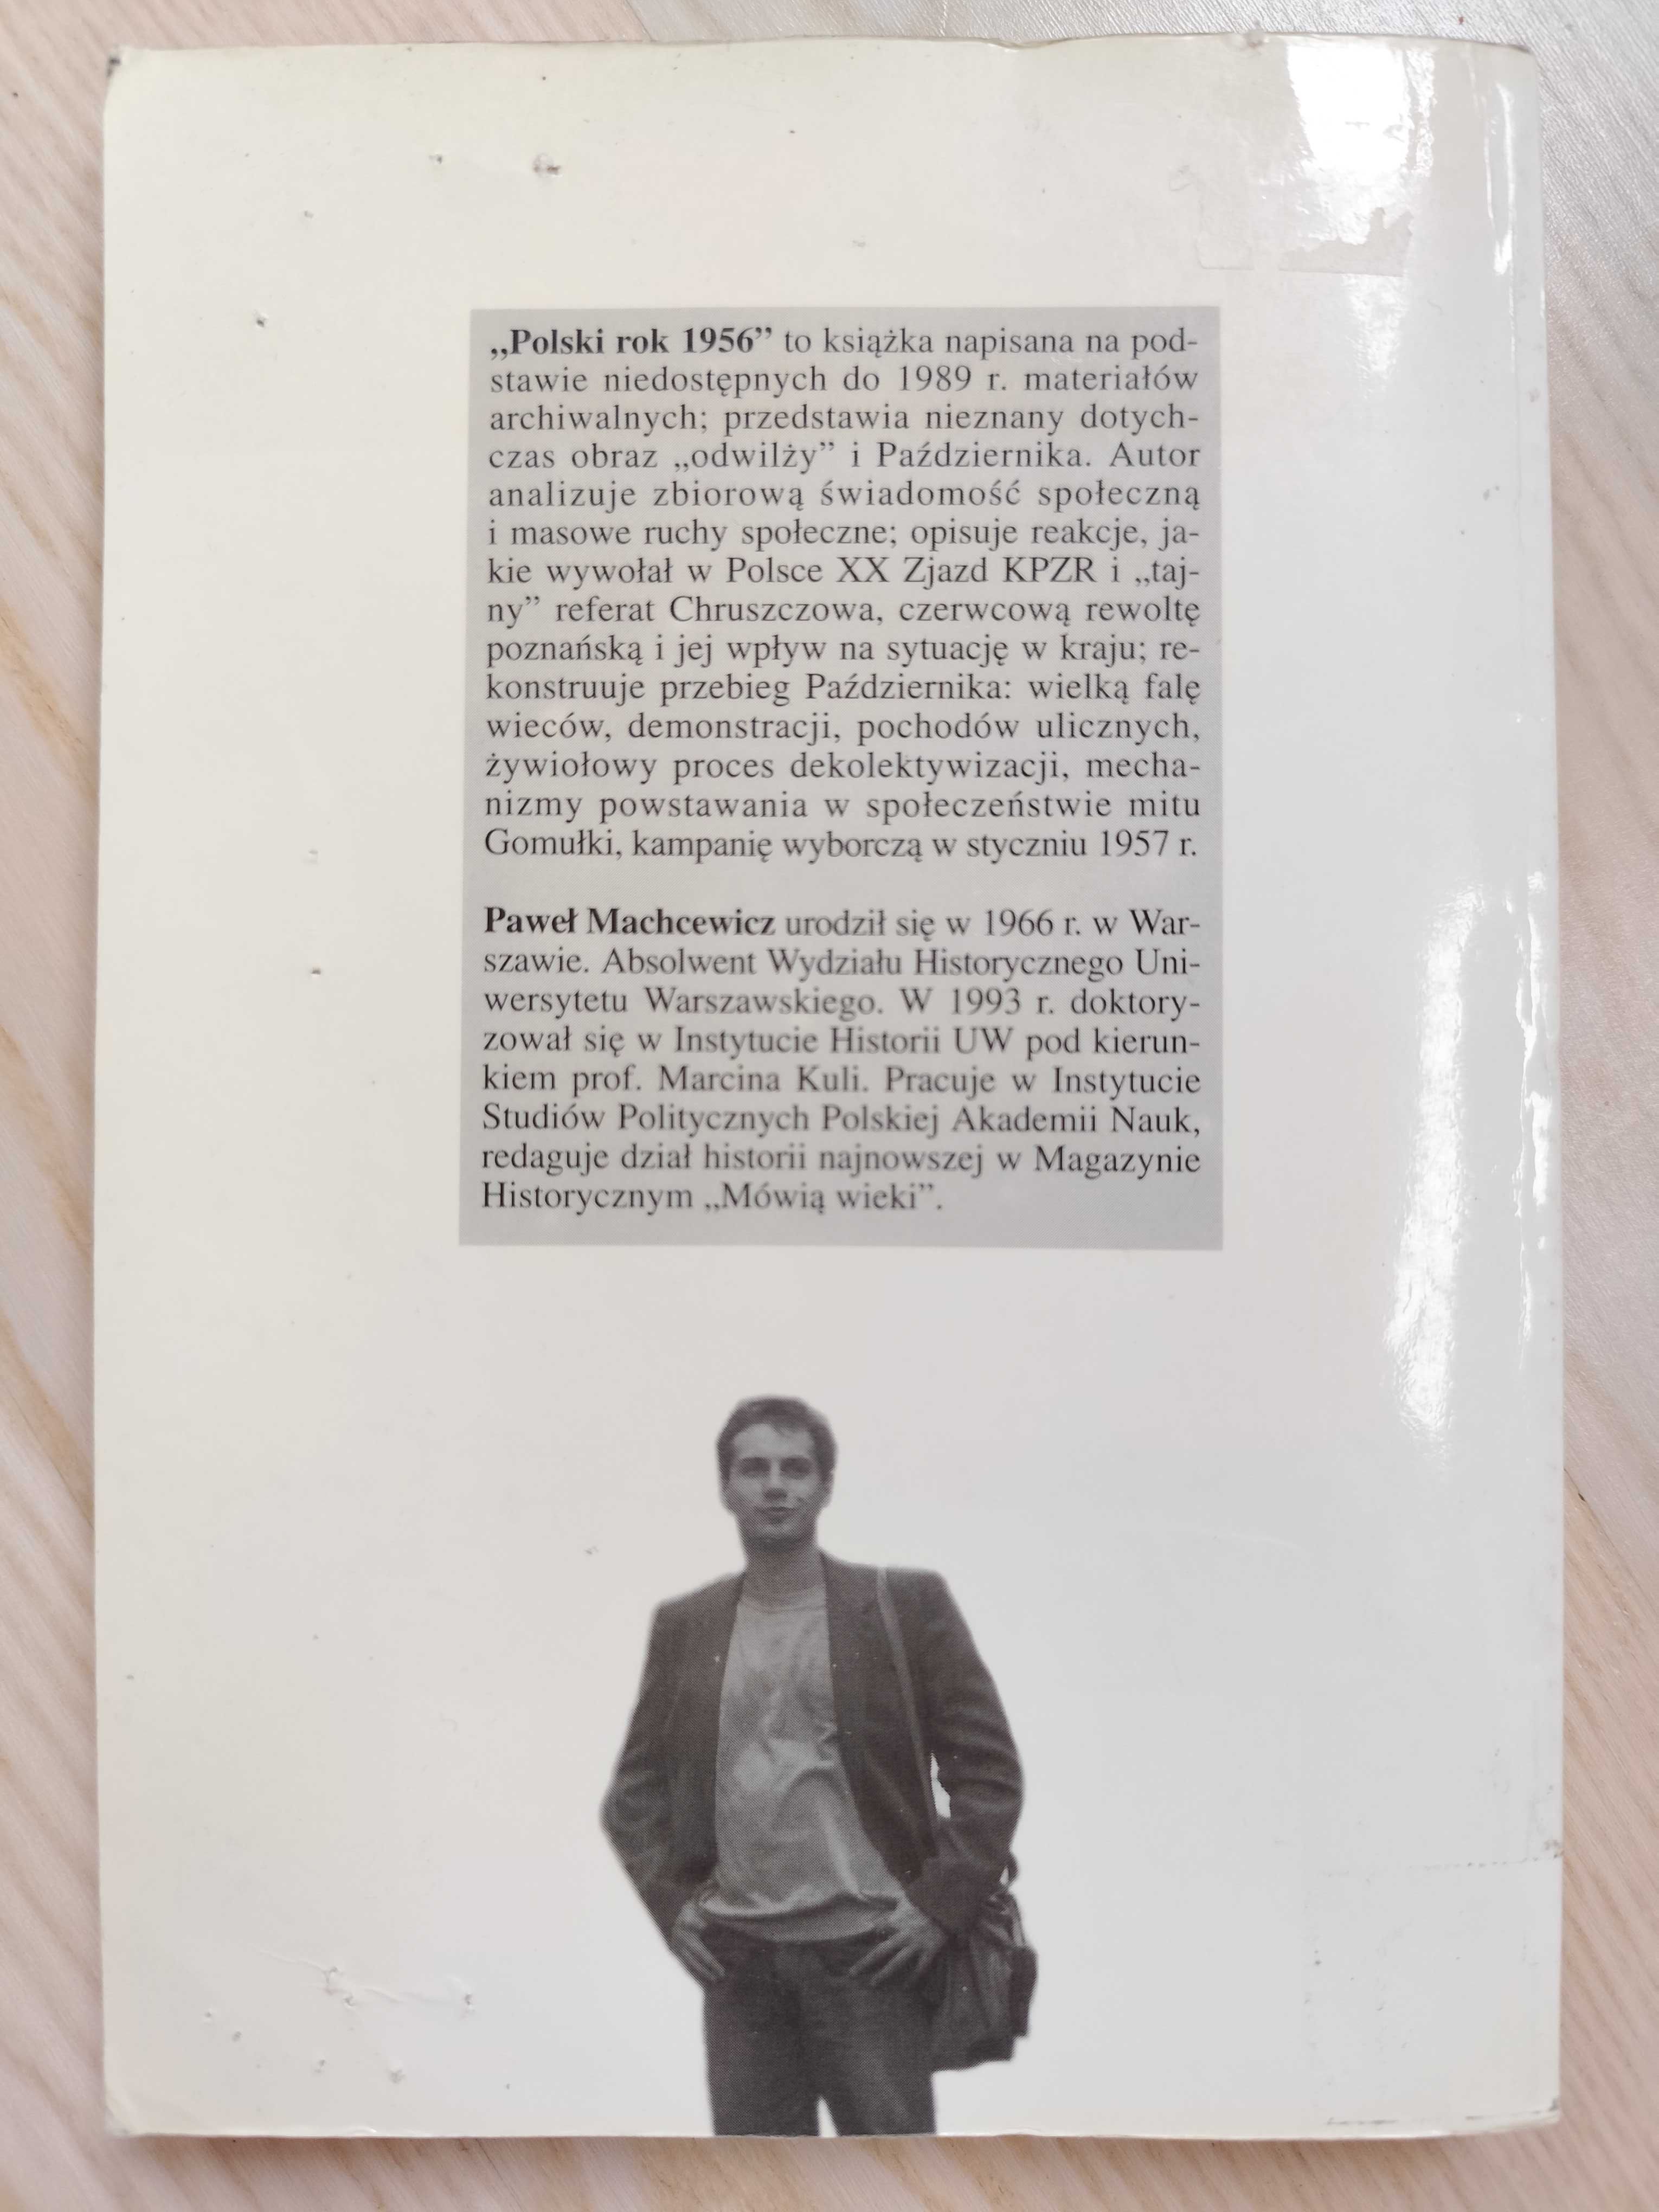 „Polski rok 1956” to książka napisana na pod-
stawie niedostępnych do 1989 r. materiałów
archiwalnych; przedstawia nieznany dotych-
czas obraz „odwilży” i Października. Autor
analizuje zbiorową świadomość społeczną
i masowe ruchy społeczne; opisuje reakcje, ja-
kie wywołał w Polsce XX Zjazd KPZR i „taj-
ny” referat Chruszczowa, czerwcową rewoltę
poznańską i jej wpływ na sytuację w kraju; re-
konstruuje przebieg Października: wielką falę
wieców, demonstracji, pochodów ulicznych,
żywiołowy proces dekolektywizacji, mecha-
nizmy powstawania w społeczeństwie mitu
Gomułki, kampanię wyborczą w styczniu 1957 r.
Paweł Machcewicz urodził się w 1966 r. w War-
szawie. Absolwent Wydziału Historycznego Uni-
wersytetu Warszawskiego. W 1993 r. doktory-
zował się w Instytucie Historii UW pod kierun-
kiem prof. Marcina Kuli. Pracuje w Instytucie
Studiów Politycznych Polskiej Akademii Nauk,
redaguje dział historii najnowszej w Magazynie
Historycznym „Mówią wieki”.